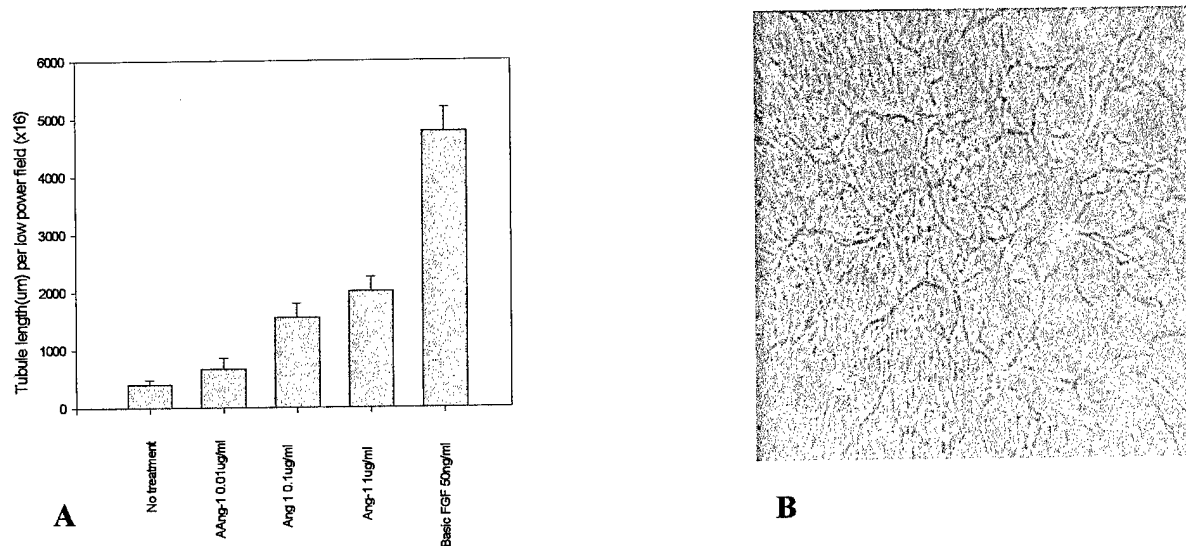 Tubule length(um) per low power field (x16)
6000
5000
4000
3000
2000
1000
0
No treatment
AAng-1 0.01ug/ml
Ang 1 0.1ug/ml
Ang-1 1ug/ml
Basic FGF 50ng/ml
A
B